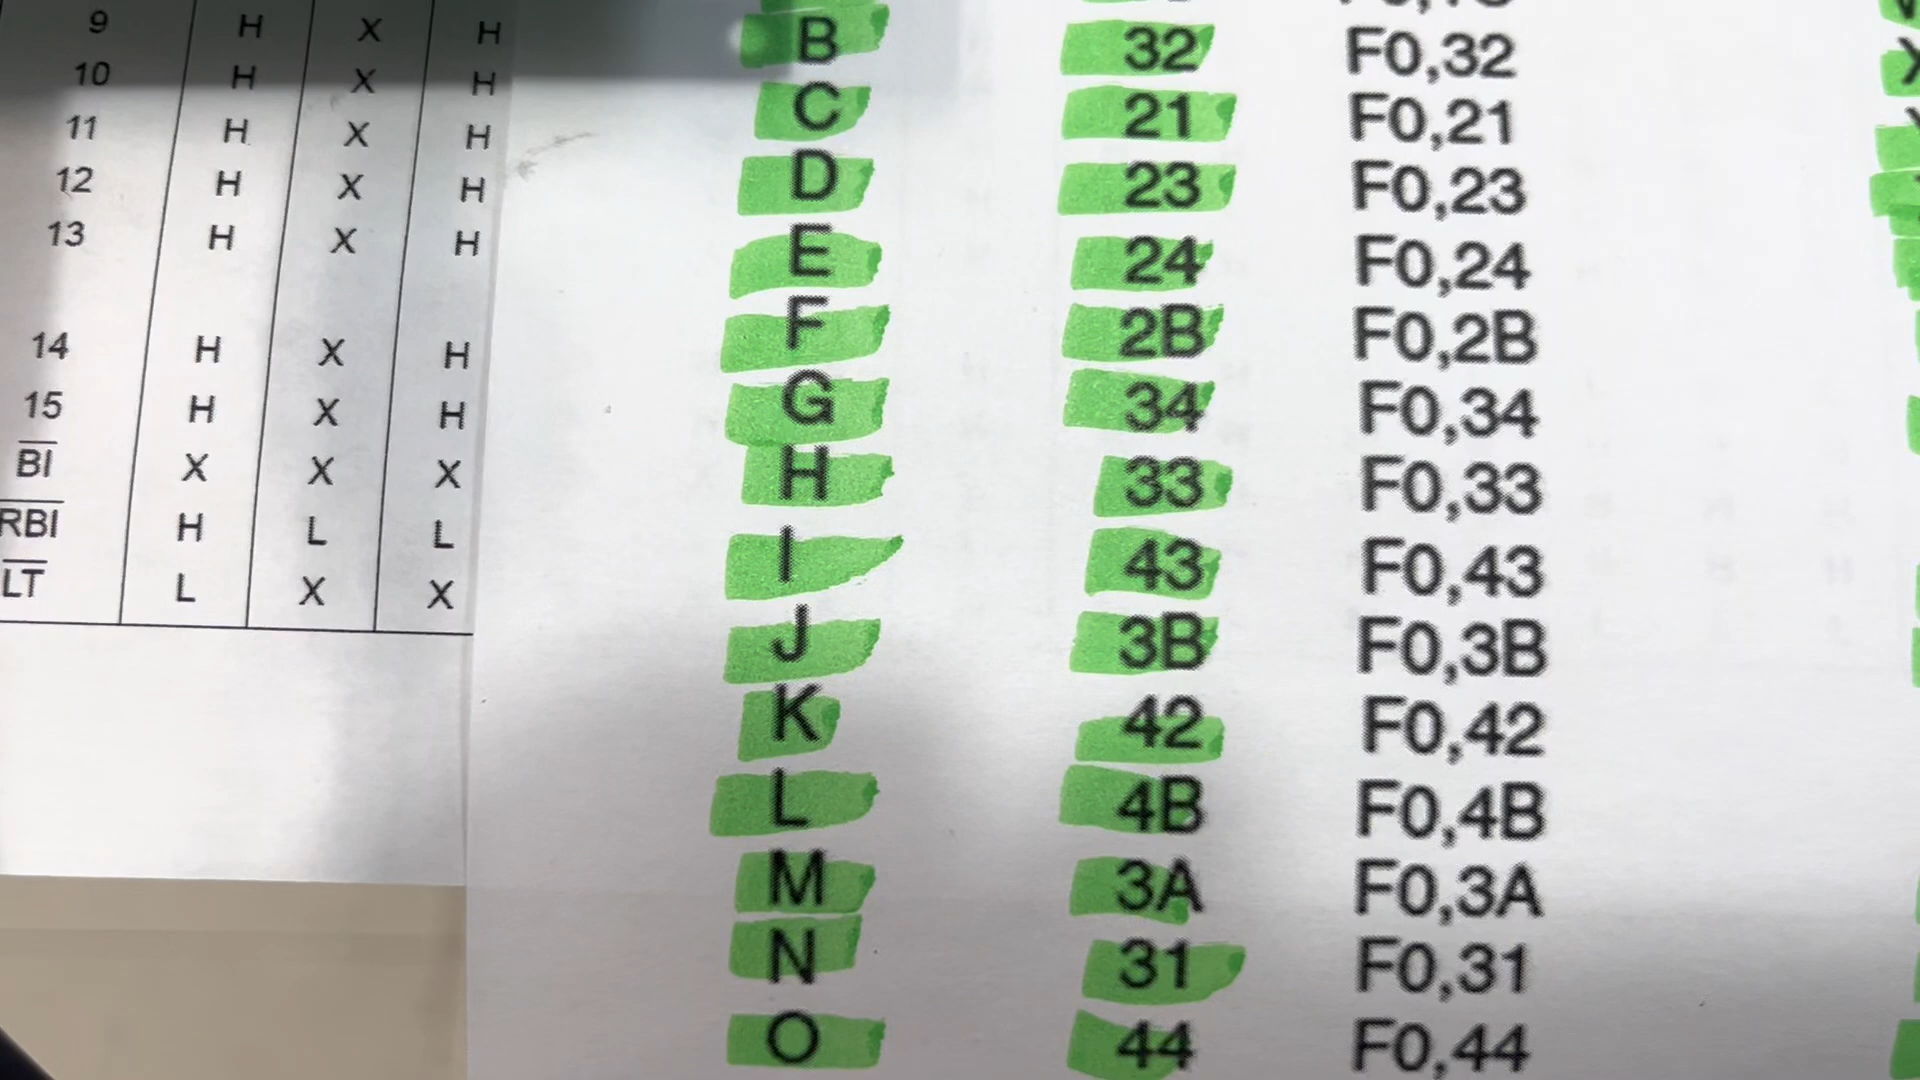 9 H X H
10 H X H
11 H X H
12 H X H
13 H X H
14 H X H
15 H X H
BI X X X
RBI H L L
LT L X X
B 32 F0,32
C 21 F0,21
D 23 F0,23
E 24 F0,24
F 2B F0,2B
G 34 F0,34
H 33 F0,33
I 43 F0,43
J 3B F0,3B
K 42 F0,42
L 4B F0,4B
M 3A F0,3A
N 31 F0,31
O 44 F0,44